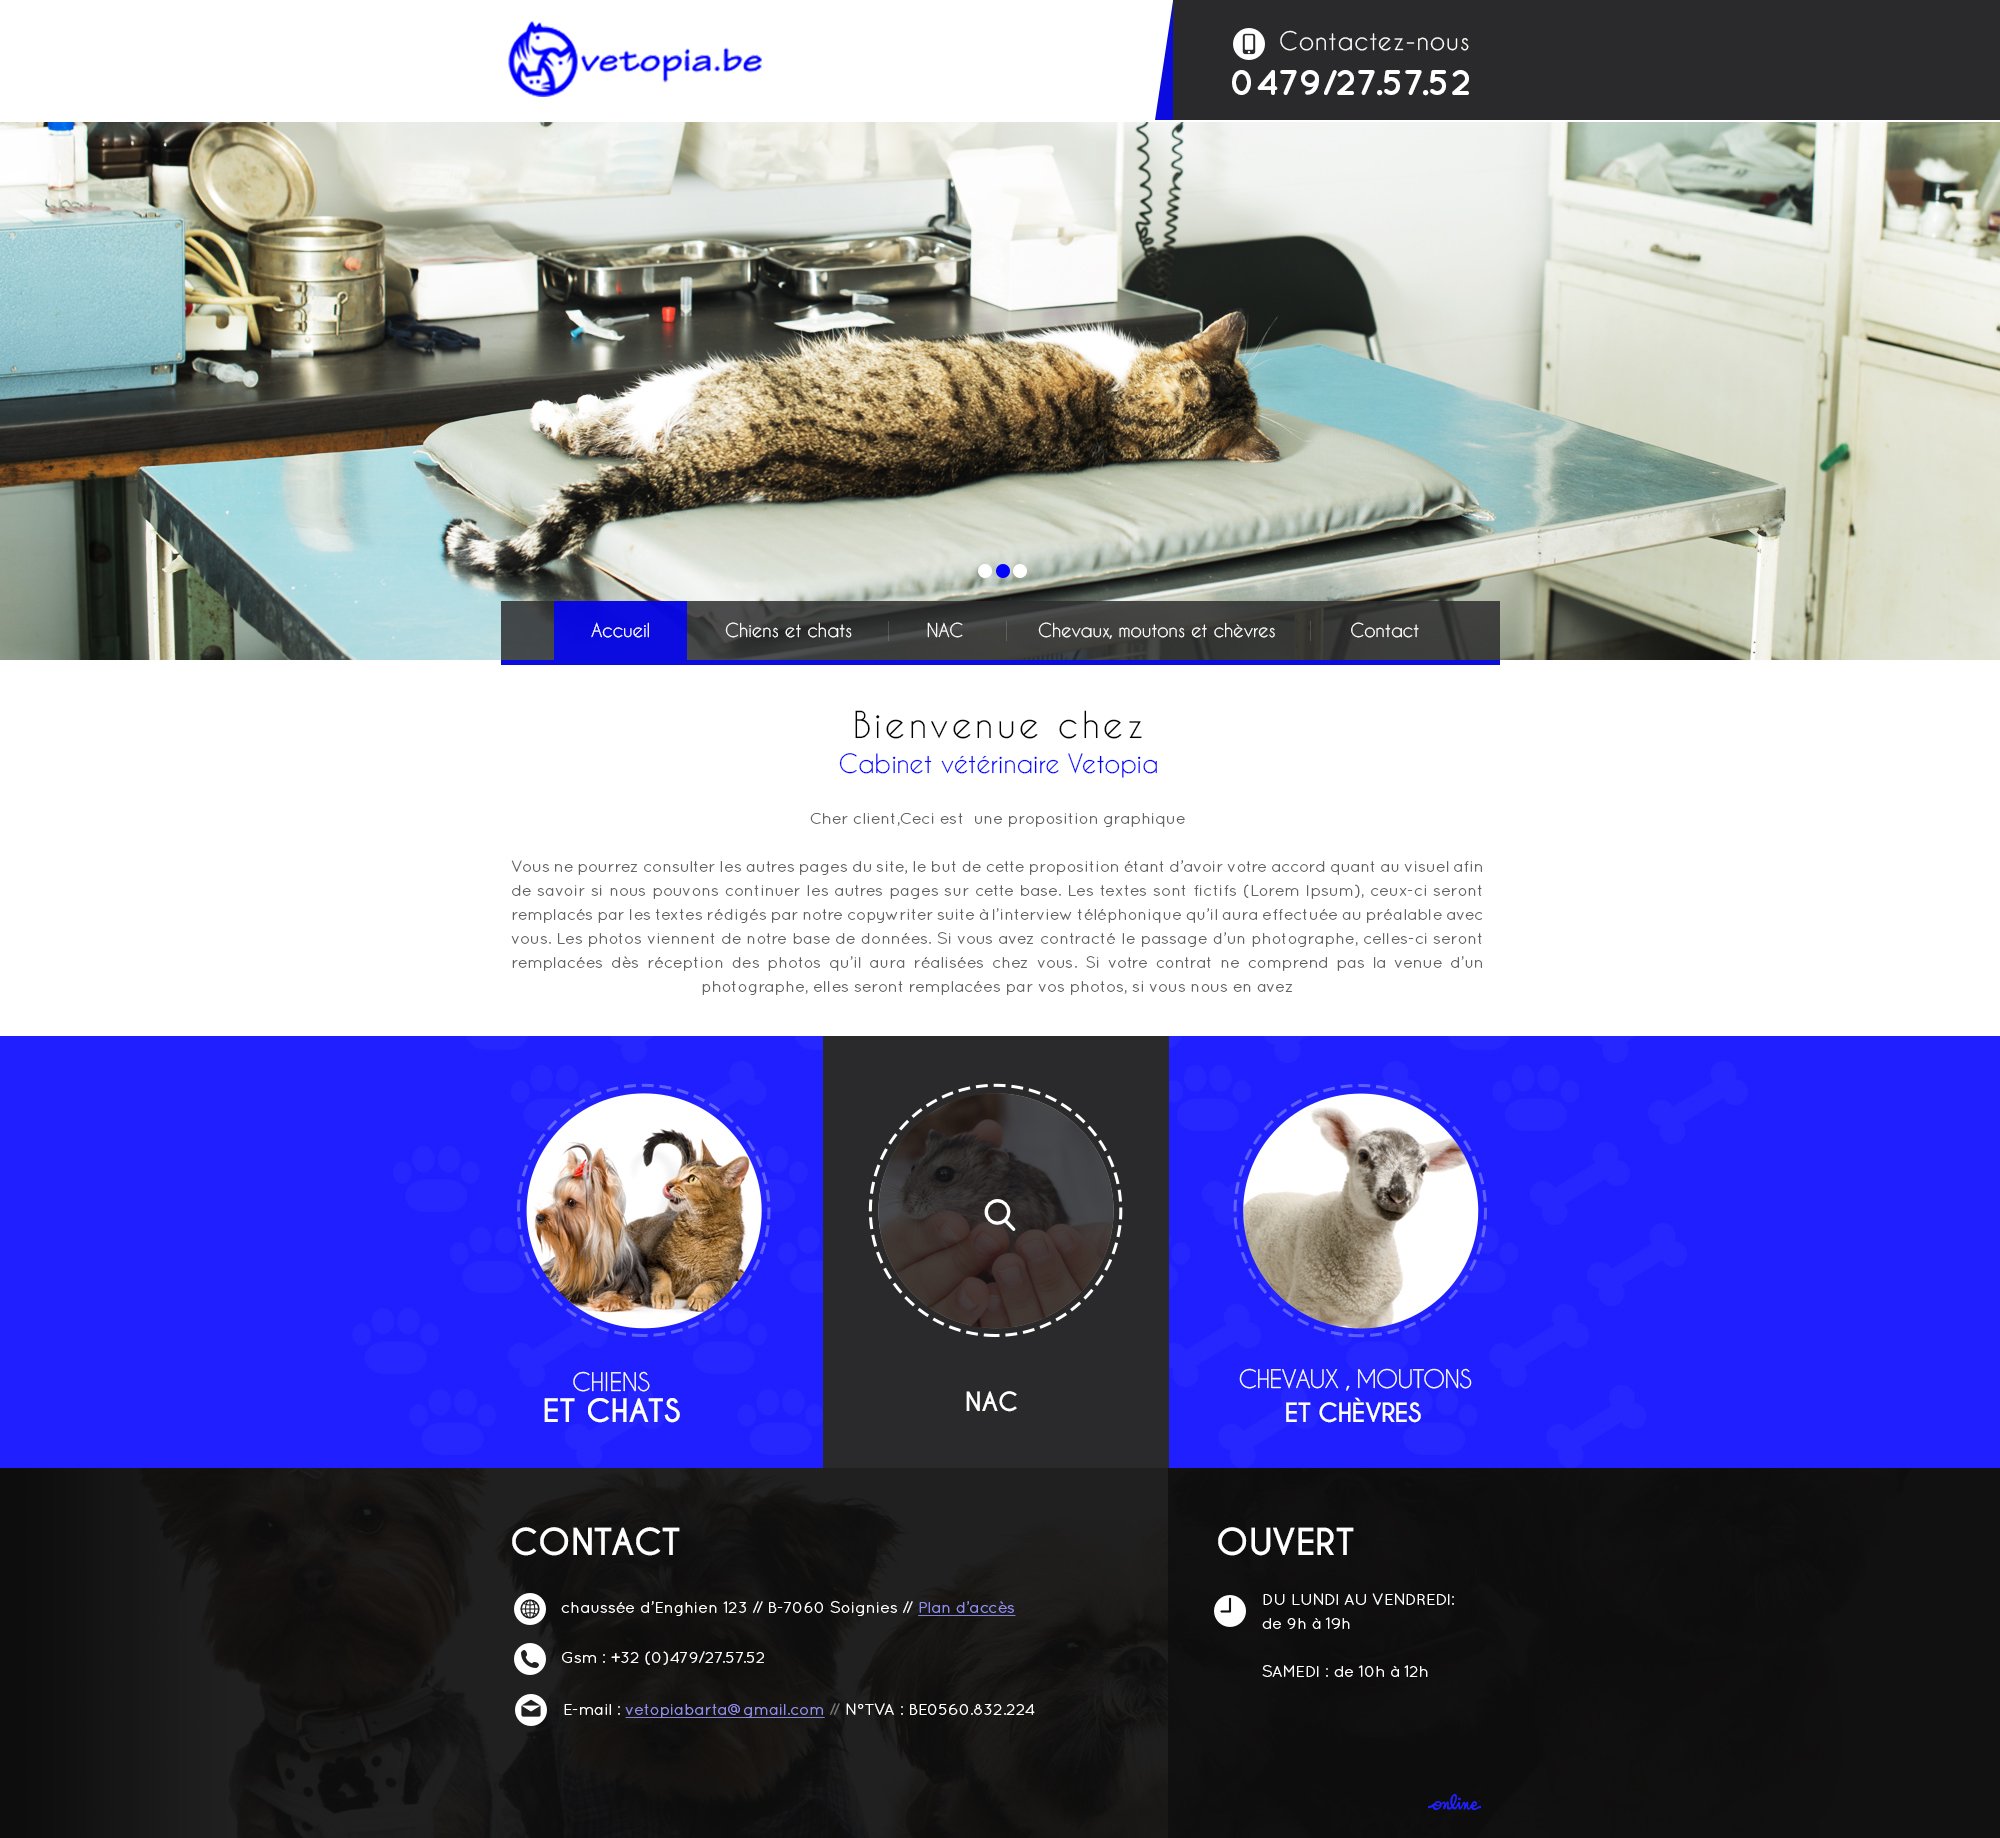 vetopia.be
Contactez-nous
0479/27.57.52
Accueil
Chiens et chats
NAC
Chevaux, moutons et chèvres
Contact
Bienvenue chez
Cabinet vétérinaire Vetopia
Cher client,Ceci est une proposition graphique
Vous ne pourrez consulter les autres pages du site, le but de cette proposition étant d’avoir votre accord quant au visuel afin
de savoir si nous pouvons continuer les autres pages sur cette base. Les textes sont fictifs (Lorem Ipsum), ceux-ci seront
remplacés par les textes rédigés par notre copywriter suite à l’interview téléphonique qu’il aura effectuée au préalable avec
vous. Les photos viennent de notre base de données. Si vous avez contracté le passage d’un photographe, celles-ci seront
remplacées dès réception des photos qu’il aura réalisées chez vous. Si votre contrat ne comprend pas la venue d’un
photographe, elles seront remplacées par vos photos, si vous nous en avez
CHIENS
ET CHATS
NAC
CHEVAUX , MOUTONS
ET CHÈVRES
CONTACT
chaussée d’Enghien 123 // B-7060 Soignies // Plan d’accès
Gsm : +32 (0)479/27.57.52
E-mail : vetopiabarta@gmail.com // N°TVA : BE0560.832.224
OUVERT
DU LUNDI AU VENDREDI:
de 9h à 19h
SAMEDI : de 10h à 12h
online